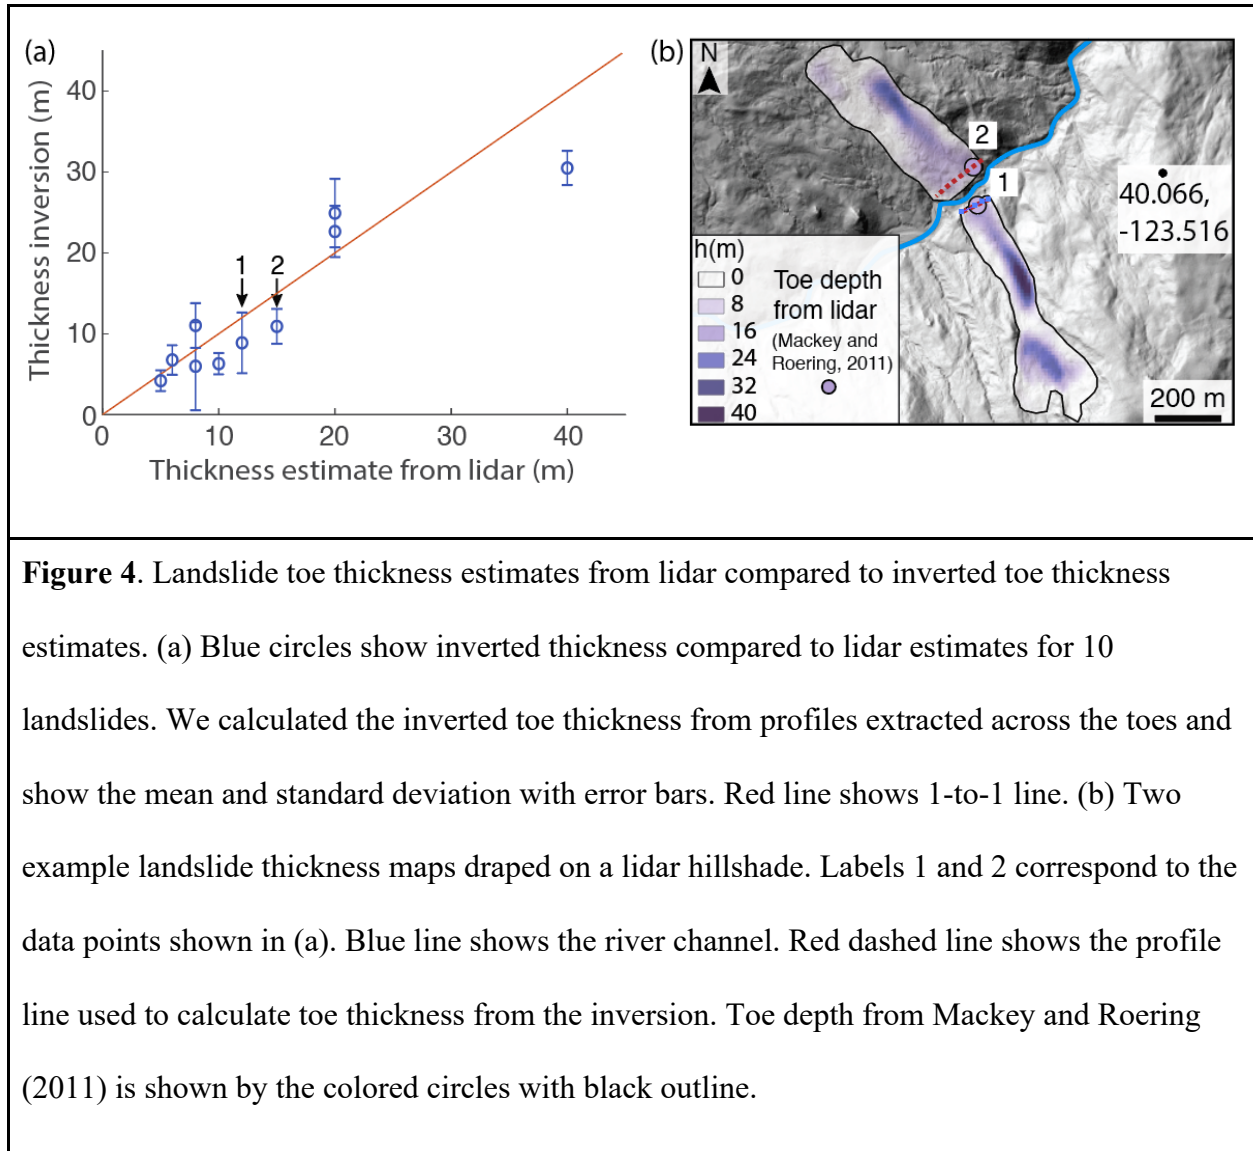 (a)
Thickness inversion (m)
40
30
20
10
0
1
2
0
10
20
30
40
Thickness estimate from lidar (m)
(b)
N
2
1
40.066,
-123.516
h(m)
0
8
16
24
32
40
Toe depth
from lidar
(Mackey and
Roering, 2011)
200 m
Figure 4. Landslide toe thickness estimates from lidar compared to inverted toe thickness
estimates. (a) Blue circles show inverted thickness compared to lidar estimates for 10
landslides. We calculated the inverted toe thickness from profiles extracted across the toes and
show the mean and standard deviation with error bars. Red line shows 1-to-1 line. (b) Two
example landslide thickness maps draped on a lidar hillshade. Labels 1 and 2 correspond to the
data points shown in (a). Blue line shows the river channel. Red dashed line shows the profile
line used to calculate toe thickness from the inversion. Toe depth from Mackey and Roering
(2011) is shown by the colored circles with black outline.